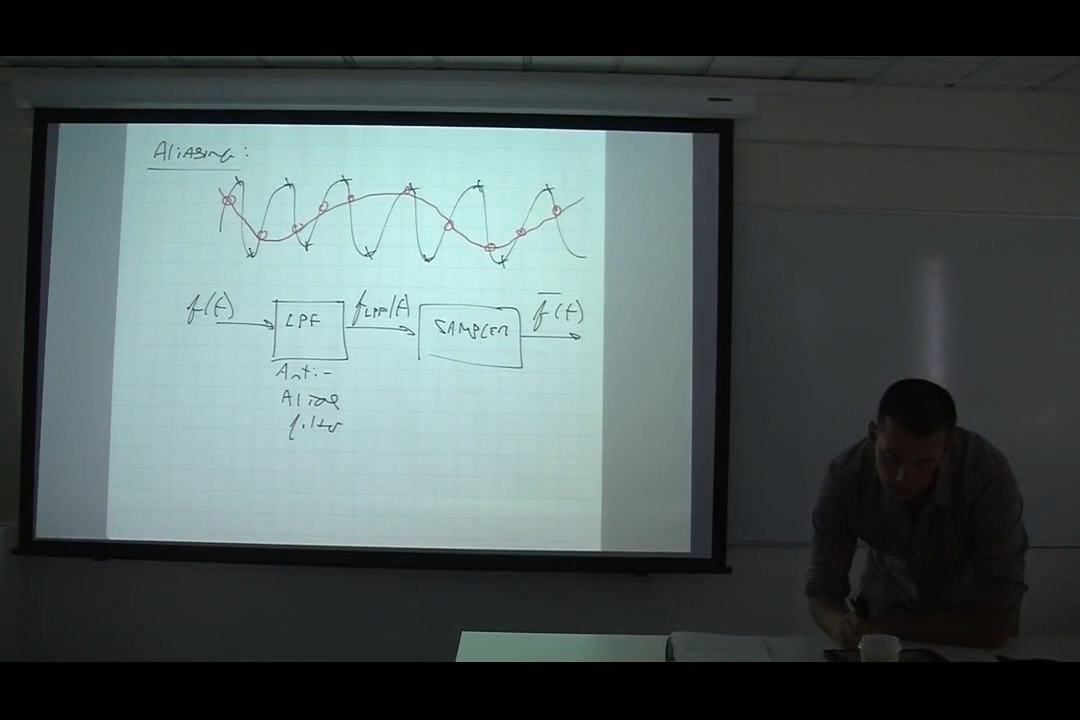 Aliasing:
f(t)
LPF
f_LPF(t)
SAMPLER
f̅(t)
Anti-
Alias
filter